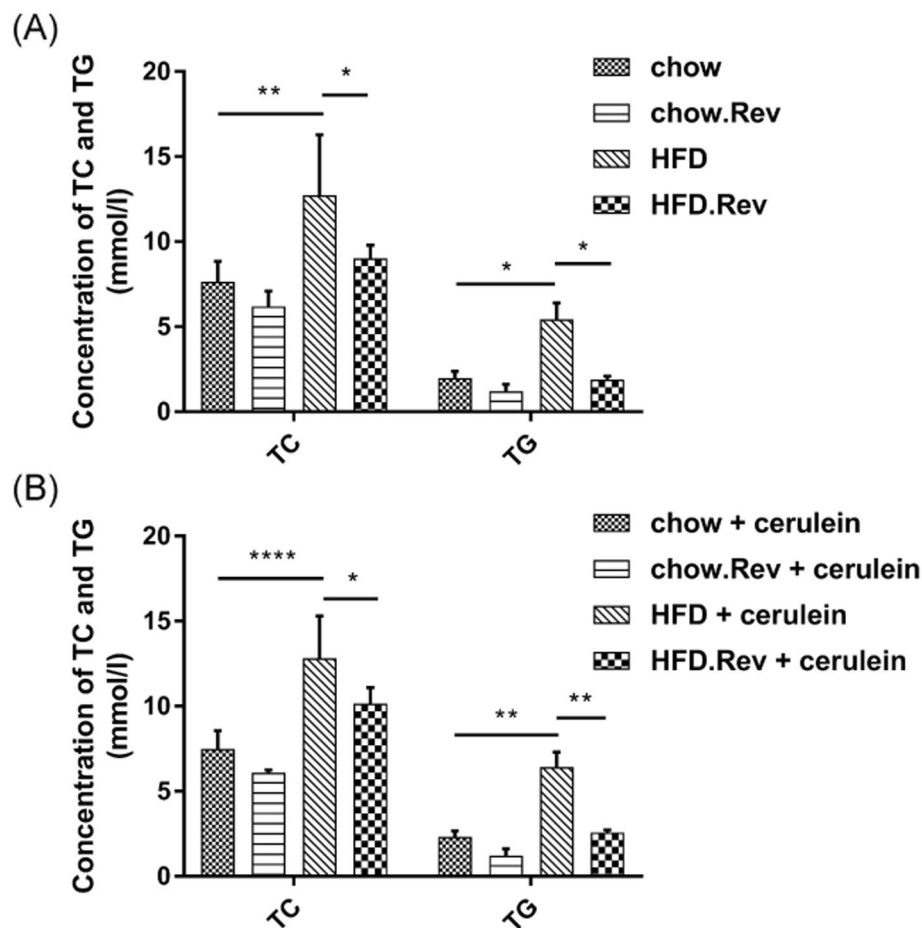 (A)
Concentration of TC and TG
(mmol/l)
20
15
10
5
0
**
*
*
*
TC
TG
chow
chow.Rev
HFD
HFD.Rev
(B)
Concentration of TC and TG
(mmol/l)
20
15
10
5
0
****
*
**
**
TC
TG
chow + cerulein
chow.Rev + cerulein
HFD + cerulein
HFD.Rev + cerulein